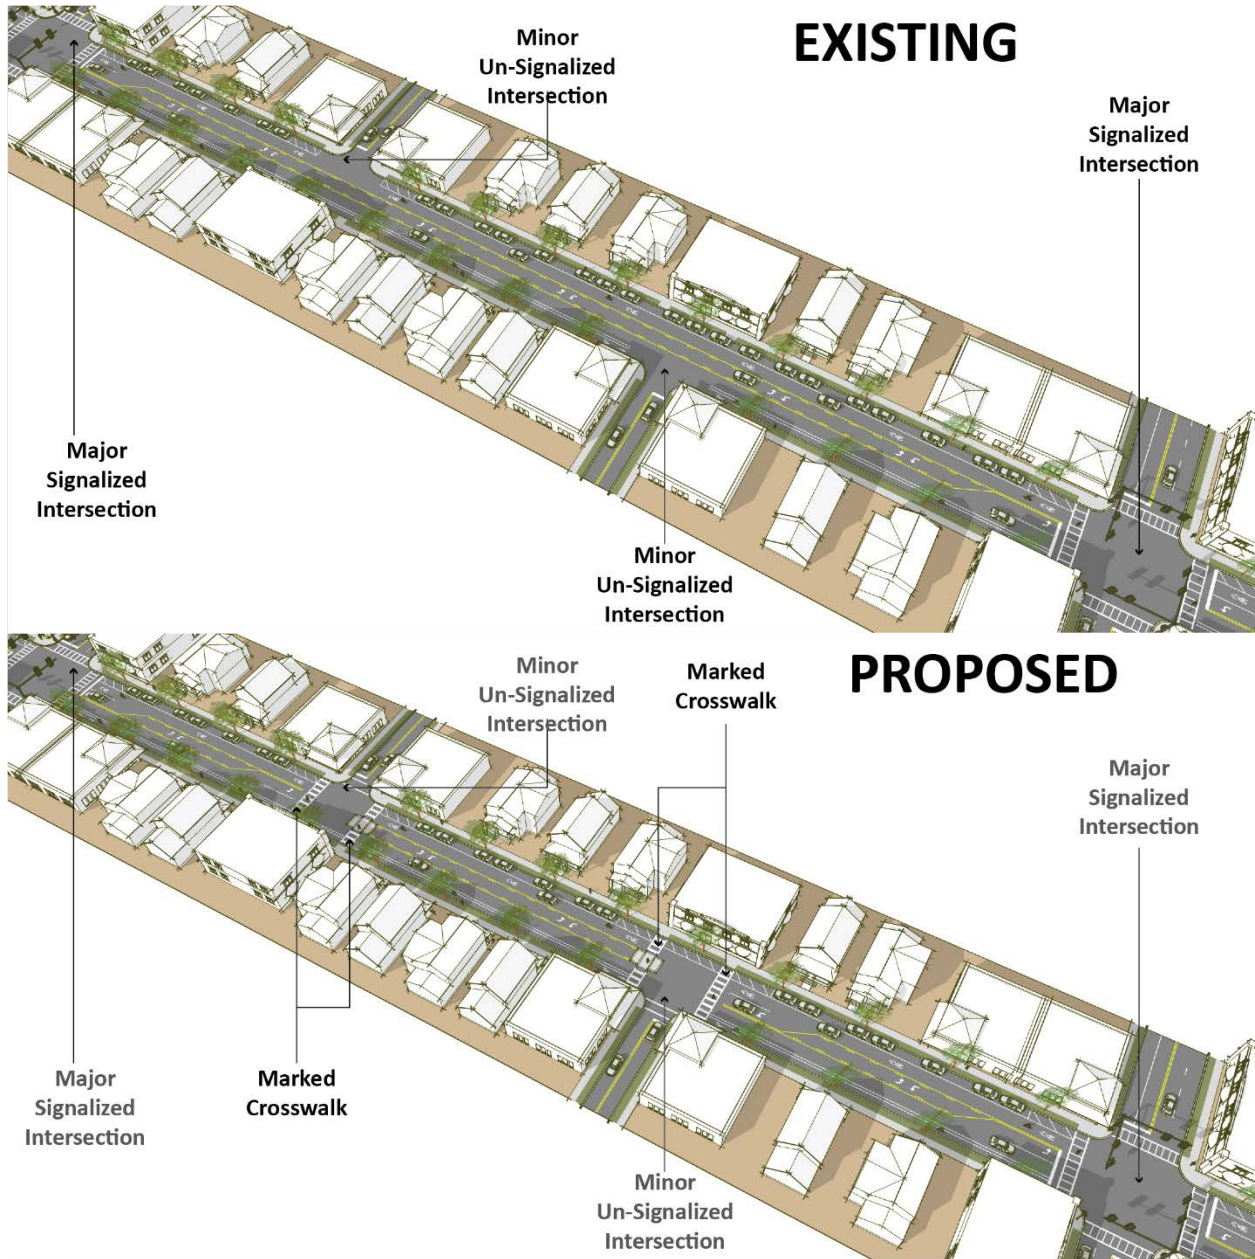 EXISTING
Minor
Un-Signalized
Intersection
Major
Signalized
Intersection
Major
Signalized
Intersection
Minor
Un-Signalized
Intersection
PROPOSED
Minor
Un-Signalized
Intersection
Marked
Crosswalk
Major
Signalized
Intersection
Major
Signalized
Intersection
Marked
Crosswalk
Minor
Un-Signalized
Intersection